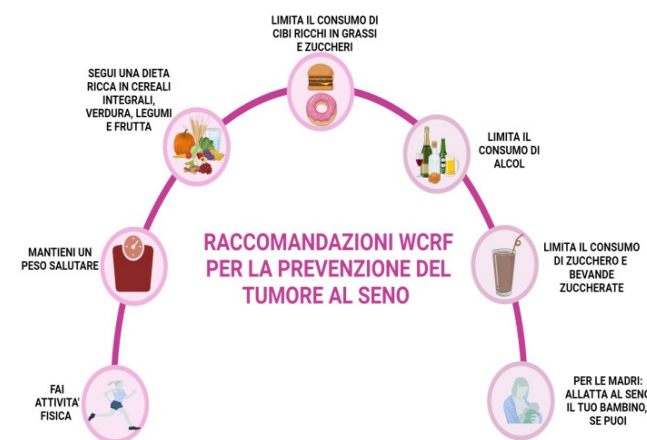 LIMITA IL CONSUMO DI
CIBI RICCHI IN GRASSI
E ZUCCHERI
SEGUI UNA DIETA
RICCA IN CEREALI
INTEGRALI,
VERDURA, LEGUMI
E FRUTTA
LIMITA IL
CONSUMO DI
ALCOL
MANTIENI UN
PESO SALUTARE
RACCOMANDAZIONI WCRF
PER LA PREVENZIONE DEL
TUMORE AL SENO
LIMITA IL CONSUMO
DI ZUCCHERO E
BEVANDE
ZUCCHERATE
FAI
ATTIVITA'
FISICA
PER LE MADRI:
ALLATTA AL SENO
IL TUO BAMBINO,
SE PUOI